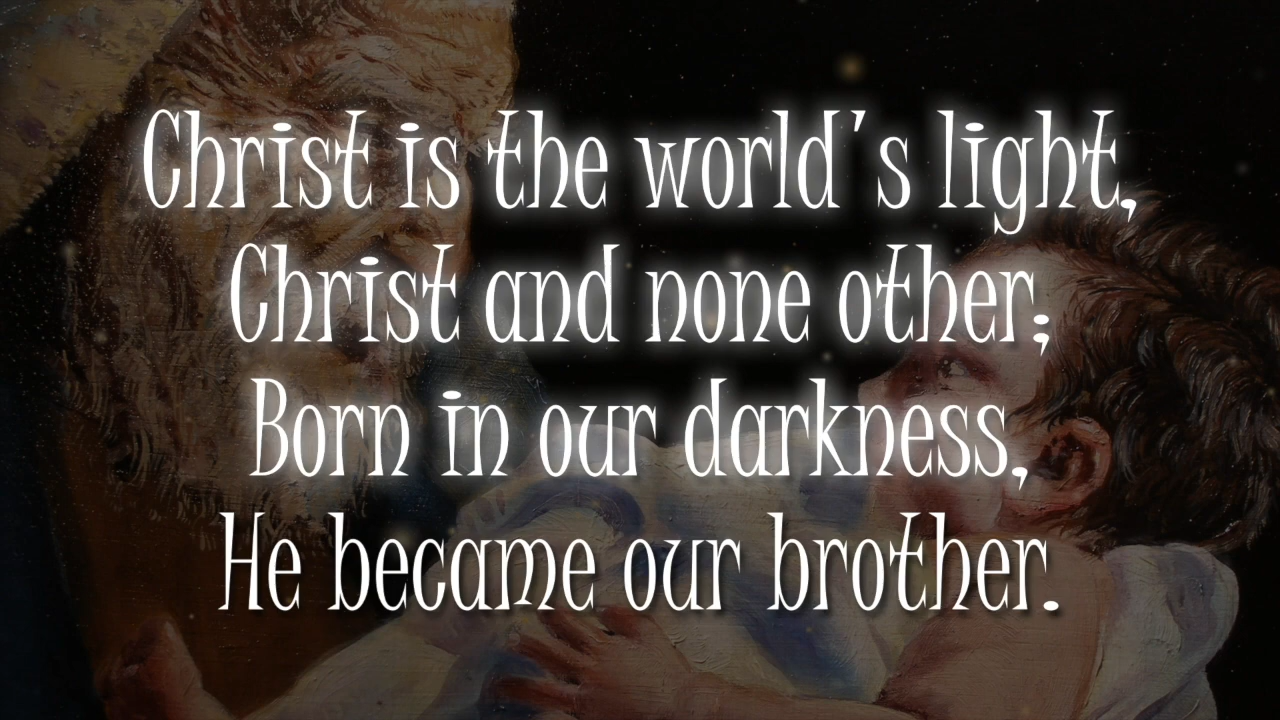 Christ is the world's light,
Christ and none other;
Born in our darkness,
He became our brother.